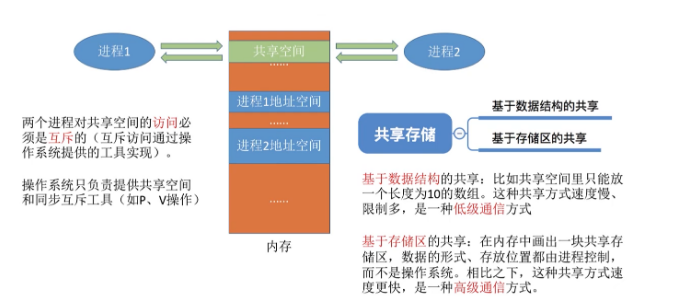 进程1
共享空间
……
进程2
进程1地址空间
……
进程2地址空间
……
内存
两个进程对共享空间的访问必
须是互斥的（互斥访问通过操
作系统提供的工具实现）。
操作系统只负责提供共享空间
和同步互斥工具（如P、V操作）
共享存储
基于数据结构的共享
基于存储区的共享
基于数据结构的共享：比如共享空间里只能放
一个长度为10的数组。这种共享方式速度慢、
限制多，是一种低级通信方式
基于存储区的共享：在内存中画出一块共享存
储区，数据的形式、存放位置都由进程控制，
而不是操作系统。相比之下，这种共享方式速
度更快，是一种高级通信方式。